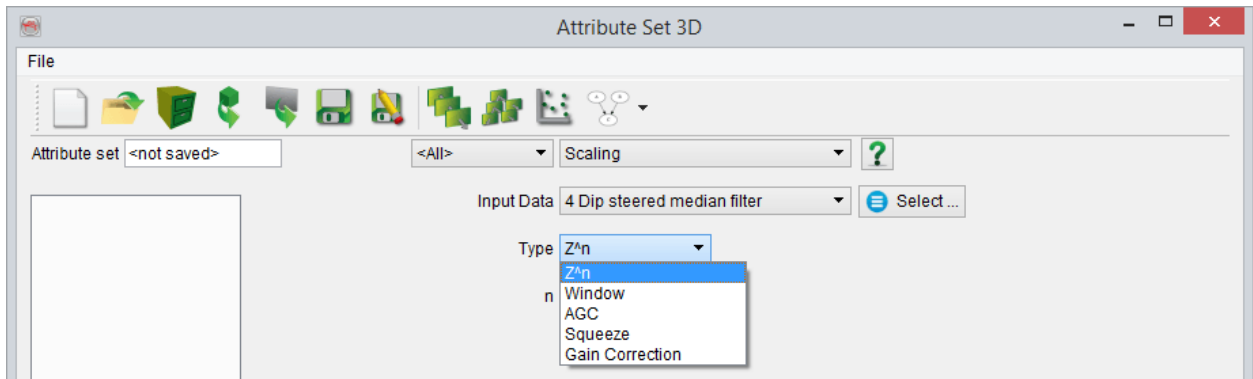 Attribute Set 3D
File
Attribute set <not saved> <All> Scaling ?
Input Data 4 Dip steered median filter Select ...
Type Z^n
Z^n
n Window
AGC
Squeeze
Gain Correction